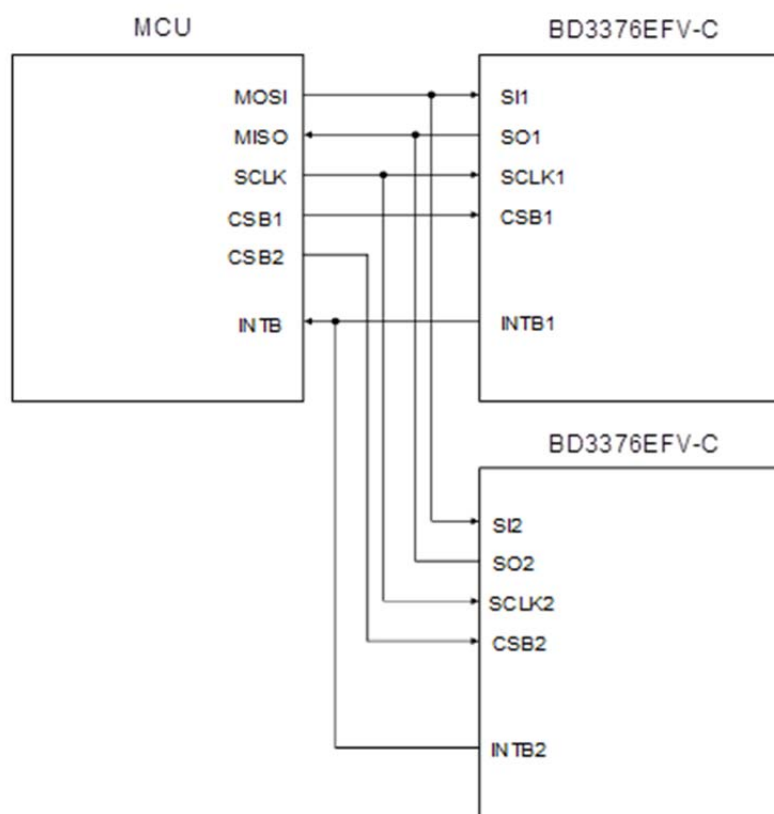 MCU
MOSI
MISO
SCLK
CSB1
CSB2
INTB
BD3376EFV-C
SI1
SO1
SCLK1
CSB1
INTB1
BD3376EFV-C
SI2
SO2
SCLK2
CSB2
INTB2